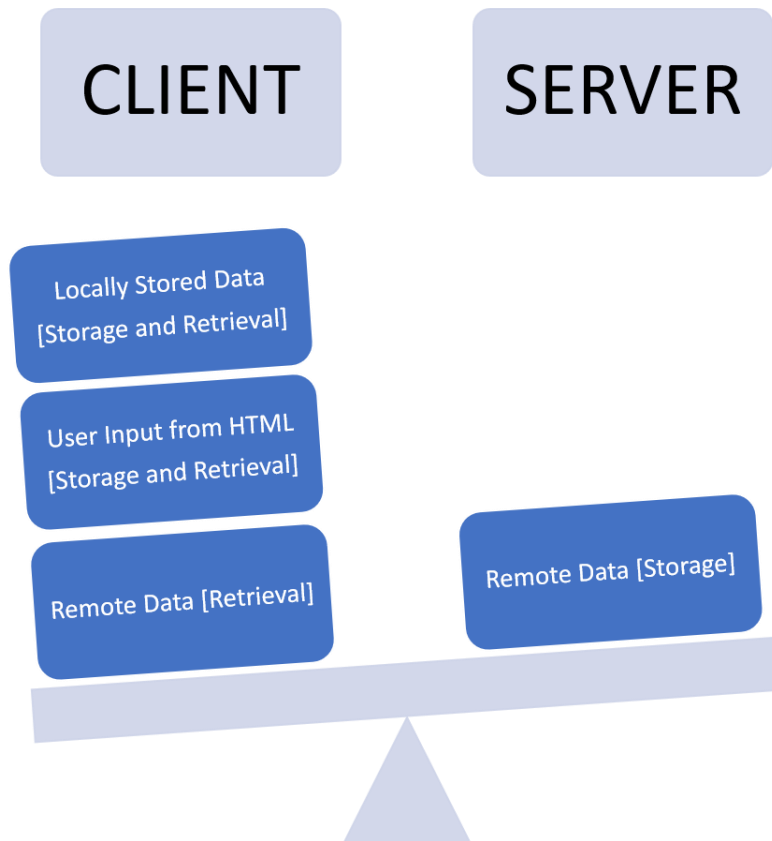 CLIENT
SERVER
Locally Stored Data
[Storage and Retrieval]
User Input from HTML
[Storage and Retrieval]
Remote Data [Retrieval]
Remote Data [Storage]